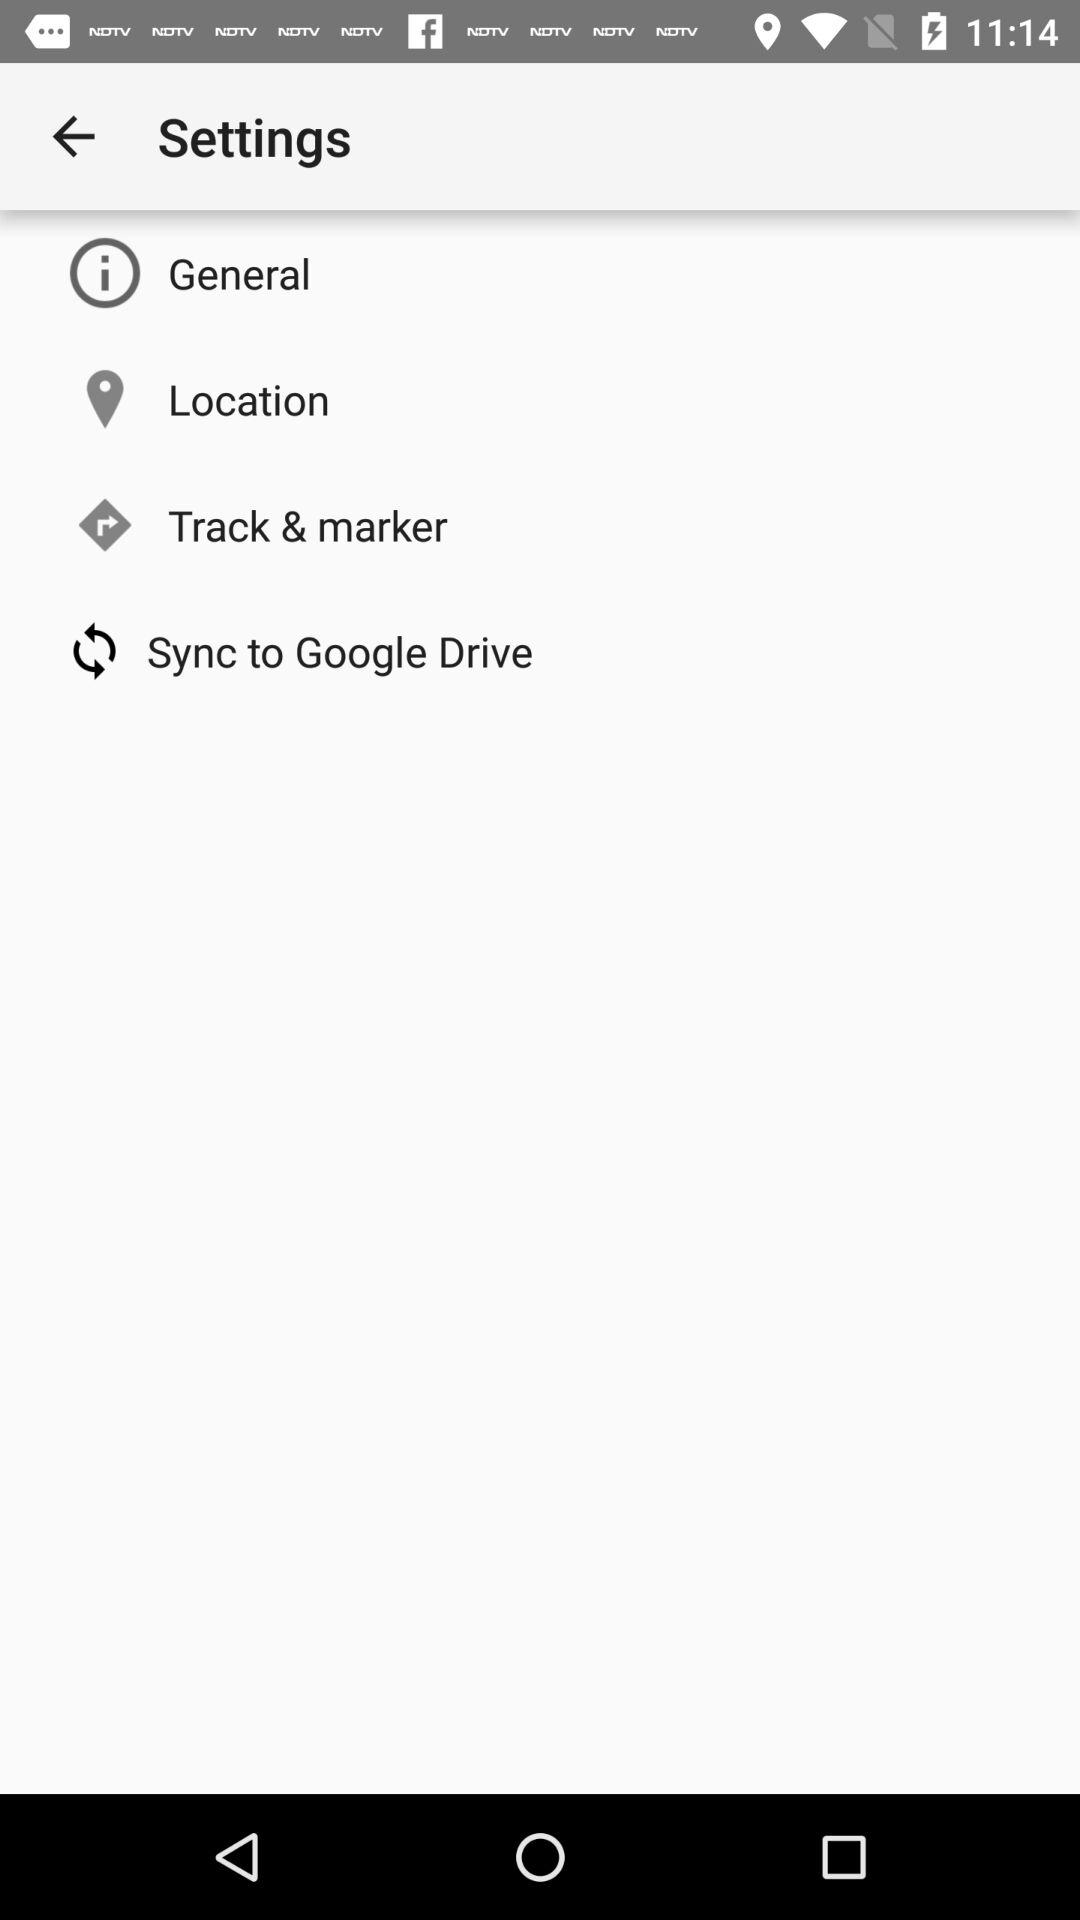 NDTV NDTV NDTV NDTV NDTV NDTV NDTV NDTV NDTV 11:14
Settings
General
Location
Track & marker
Sync to Google Drive